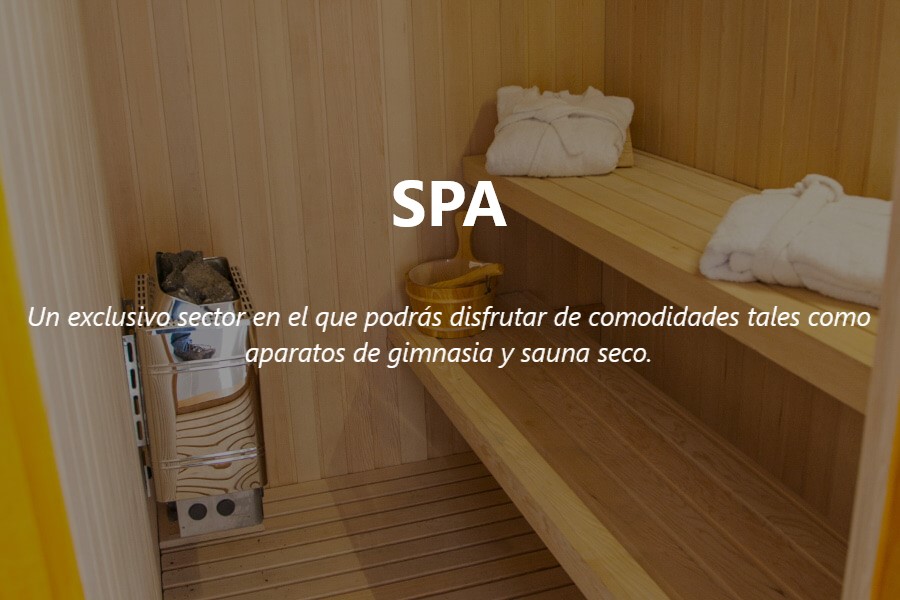 SPA
Un exclusivo sector en el que podrás disfrutar de comodidades tales como
aparatos de gimnasia y sauna seco.